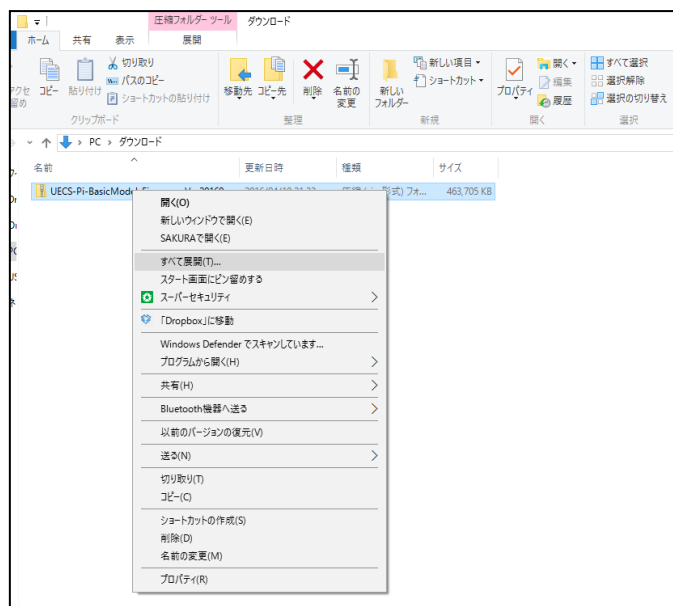 圧縮フォルダー ツール ダウンロード
ホーム 共有 表示 展開
コピー 貼り付け
切り取り
パスのコピー
ショートカットの貼り付け
クリップボード
移動先 コピー先 削除 名前の変更
整理
新しいフォルダー
新しい項目
ショートカット
新規
プロパティ
開く
編集
履歴
開く
すべて選択
選択解除
選択の切り替え
選択
PC > ダウンロード
名前 更新日時 種類 サイズ
463,705 KB
開く(O)
新しいウィンドウで開く(E)
SAKURAで開く(E)
すべて展開(T)...
スタート画面にピン留めする
スーパーセキュリティ
「Dropbox」に移動
Windows Defender でスキャンしています...
プログラムから開く(H)
共有(H)
Bluetooth機器へ送る
以前のバージョンの復元(V)
送る(N)
切り取り(T)
コピー(C)
ショートカットの作成(S)
削除(D)
名前の変更(M)
プロパティ(R)